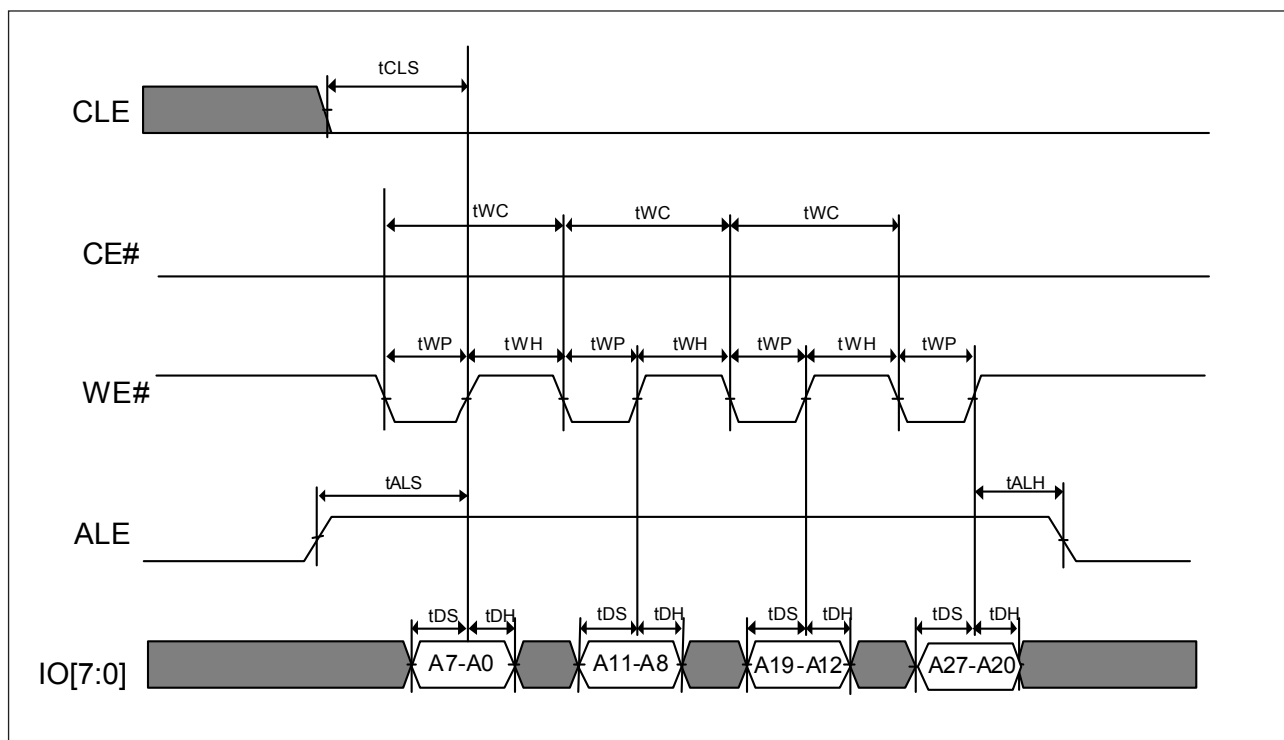 tCLS
CLE
tWC tWC tWC
CE#
tWP tWH tWP tWH tWP tWH tWP
WE#
tALS tALH
ALE
tDS tDH tDS tDH tDS tDH tDS tDH
IO[7:0] A7-A0 A11-A8 A19-A12 A27-A20